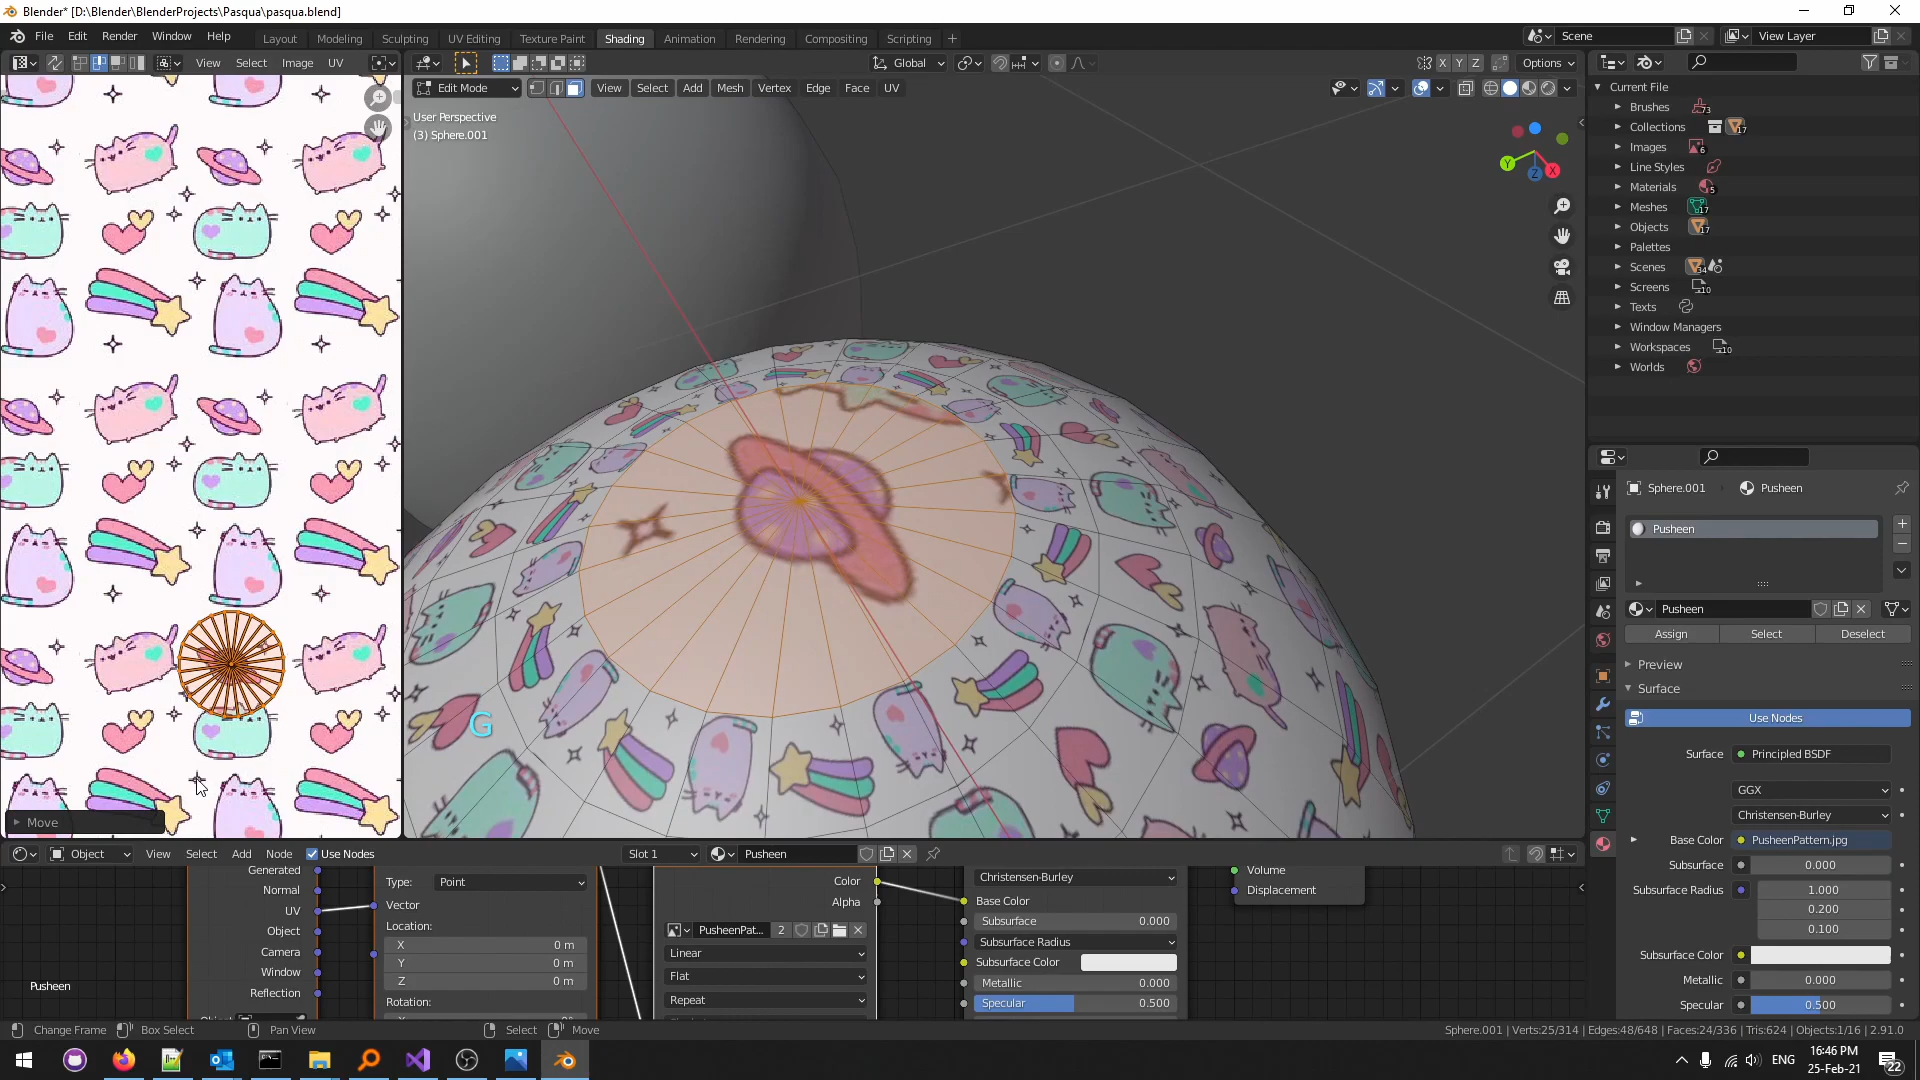 Blender* [D:\Blender\BlenderProjects\Pasqua\pasqua.blend]
File Edit Render Window Help
Layout Modeling Sculpting UV Editing Texture Paint Shading Animation Rendering Compositing Scripting +
Scene
View Layer
View Select Image UV
Global
X Y Z
Options
Edit Mode
View Select Add Mesh Vertex Edge Face UV
User Perspective
(3) Sphere.001
Y Z X
G
Move
Current File
Brushes 73
Collections 17
Images 6
Line Styles
Materials 5
Meshes 17
Objects 17
Palettes
Scenes 34
Screens 10
Texts
Window Managers
Workspaces 10
Worlds
Sphere.001 Pusheen
Pusheen
Pusheen
Assign Select Deselect
Preview
Surface
Use Nodes
Surface Principled BSDF
GGX
Christensen-Burley
Base Color PusheenPattern.jpg
Subsurface 0.000
Subsurface Radius 1.000
0.200
0.100
Subsurface Color
Metallic 0.000
Specular 0.500
Object View Select Add Node Use Nodes Slot 1 Pusheen
Generated
Normal
UV
Object
Camera
Window
Reflection
Type: Point
Vector
Location:
X 0 m
Y 0 m
Z 0 m
Rotation:
Color
Alpha
PusheenPat... 2
Linear
Flat
Repeat
Christensen-Burley
Base Color
Subsurface 0.000
Subsurface Radius
Subsurface Color
Metallic 0.000
Specular 0.500
Volume
Displacement
Pusheen
Change Frame Box Select Pan View Select Move
Sphere.001 | Verts:25/314 | Edges:48/648 | Faces:24/336 | Tris:624 | Objects:1/16 | 2.91.0
ENG
16:46 PM
25-Feb-21
22